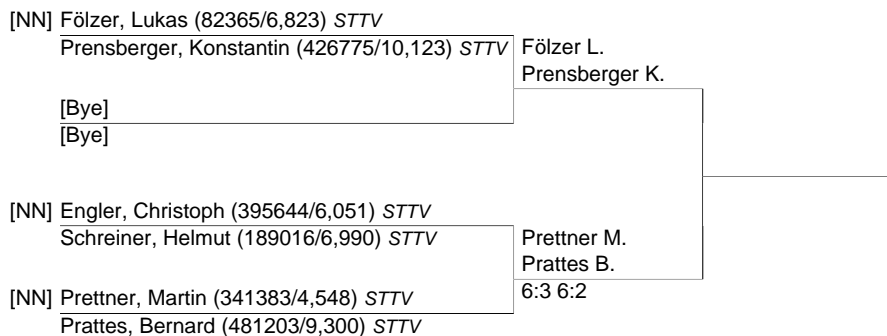 [NN] Fölzer, Lukas (82365/6,823) STTV
Prensberger, Konstantin (426775/10,123) STTV
Fölzer L.
Prensberger K.
[Bye]
[Bye]
[NN] Engler, Christoph (395644/6,051) STTV
Schreiner, Helmut (189016/6,990) STTV
Prettner M.
Prattes B.
6:3 6:2
[NN] Prettner, Martin (341383/4,548) STTV
Prattes, Bernard (481203/9,300) STTV